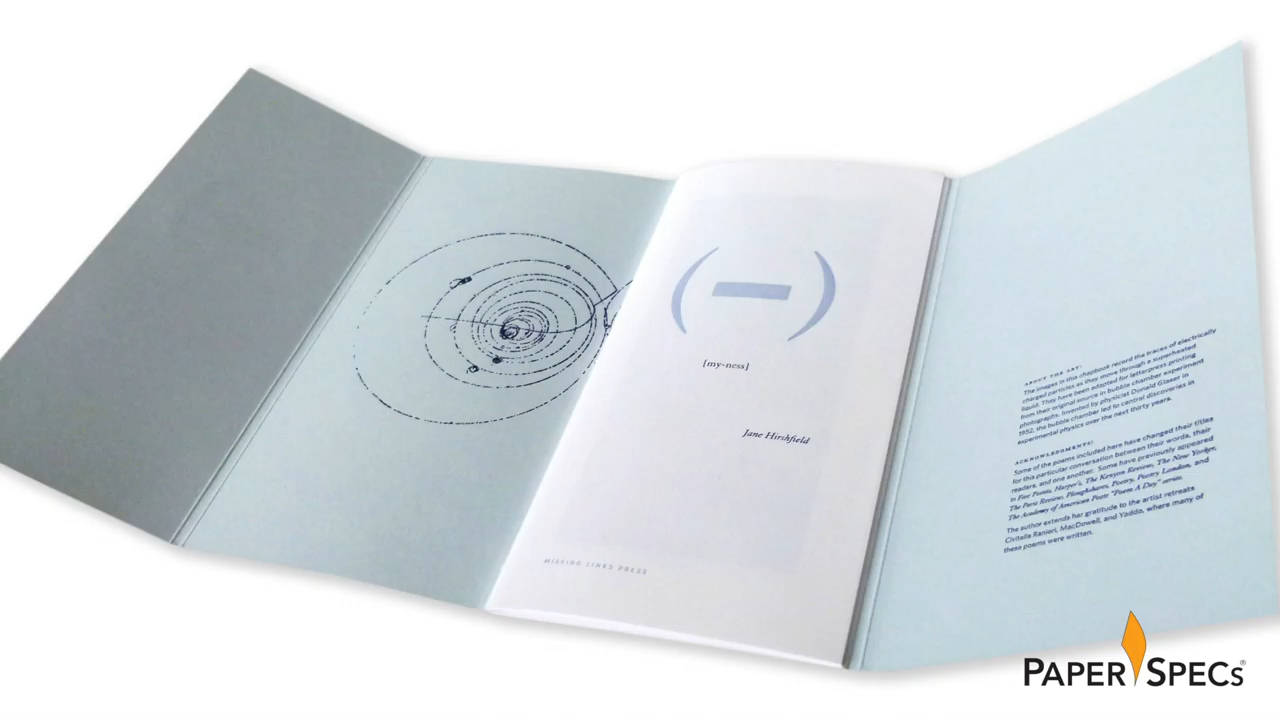 ( – )
[my-ness]
Jane Hirshfield
MISSING LINKS PRESS
ABOUT THE ART:
The images in this chapbook record the traces of electrically
charged particles as they move through a superheated
liquid. They have been adapted for letterpress printing
from their original source in bubble chamber experiment
photographs. Invented by physicist Donald Glaser in
1952, the bubble chamber led to central discoveries in
experimental physics over the next thirty years.
ACKNOWLEDGMENTS:
Some of the poems included here have changed their titles
for this particular conversation between their words, their
readers, and one another. Some have previously appeared
in Five Points, Harper's, The Kenyon Review, The New Yorker,
The Paris Review, Ploughshares, Poetry, Poetry London, and
The Academy of American Poets "Poem A Day" series.
The author extends her gratitude to the artist retreats
Civitella Ranieri, MacDowell, and Yaddo, where many of
these poems were written.
PAPER SPECS®